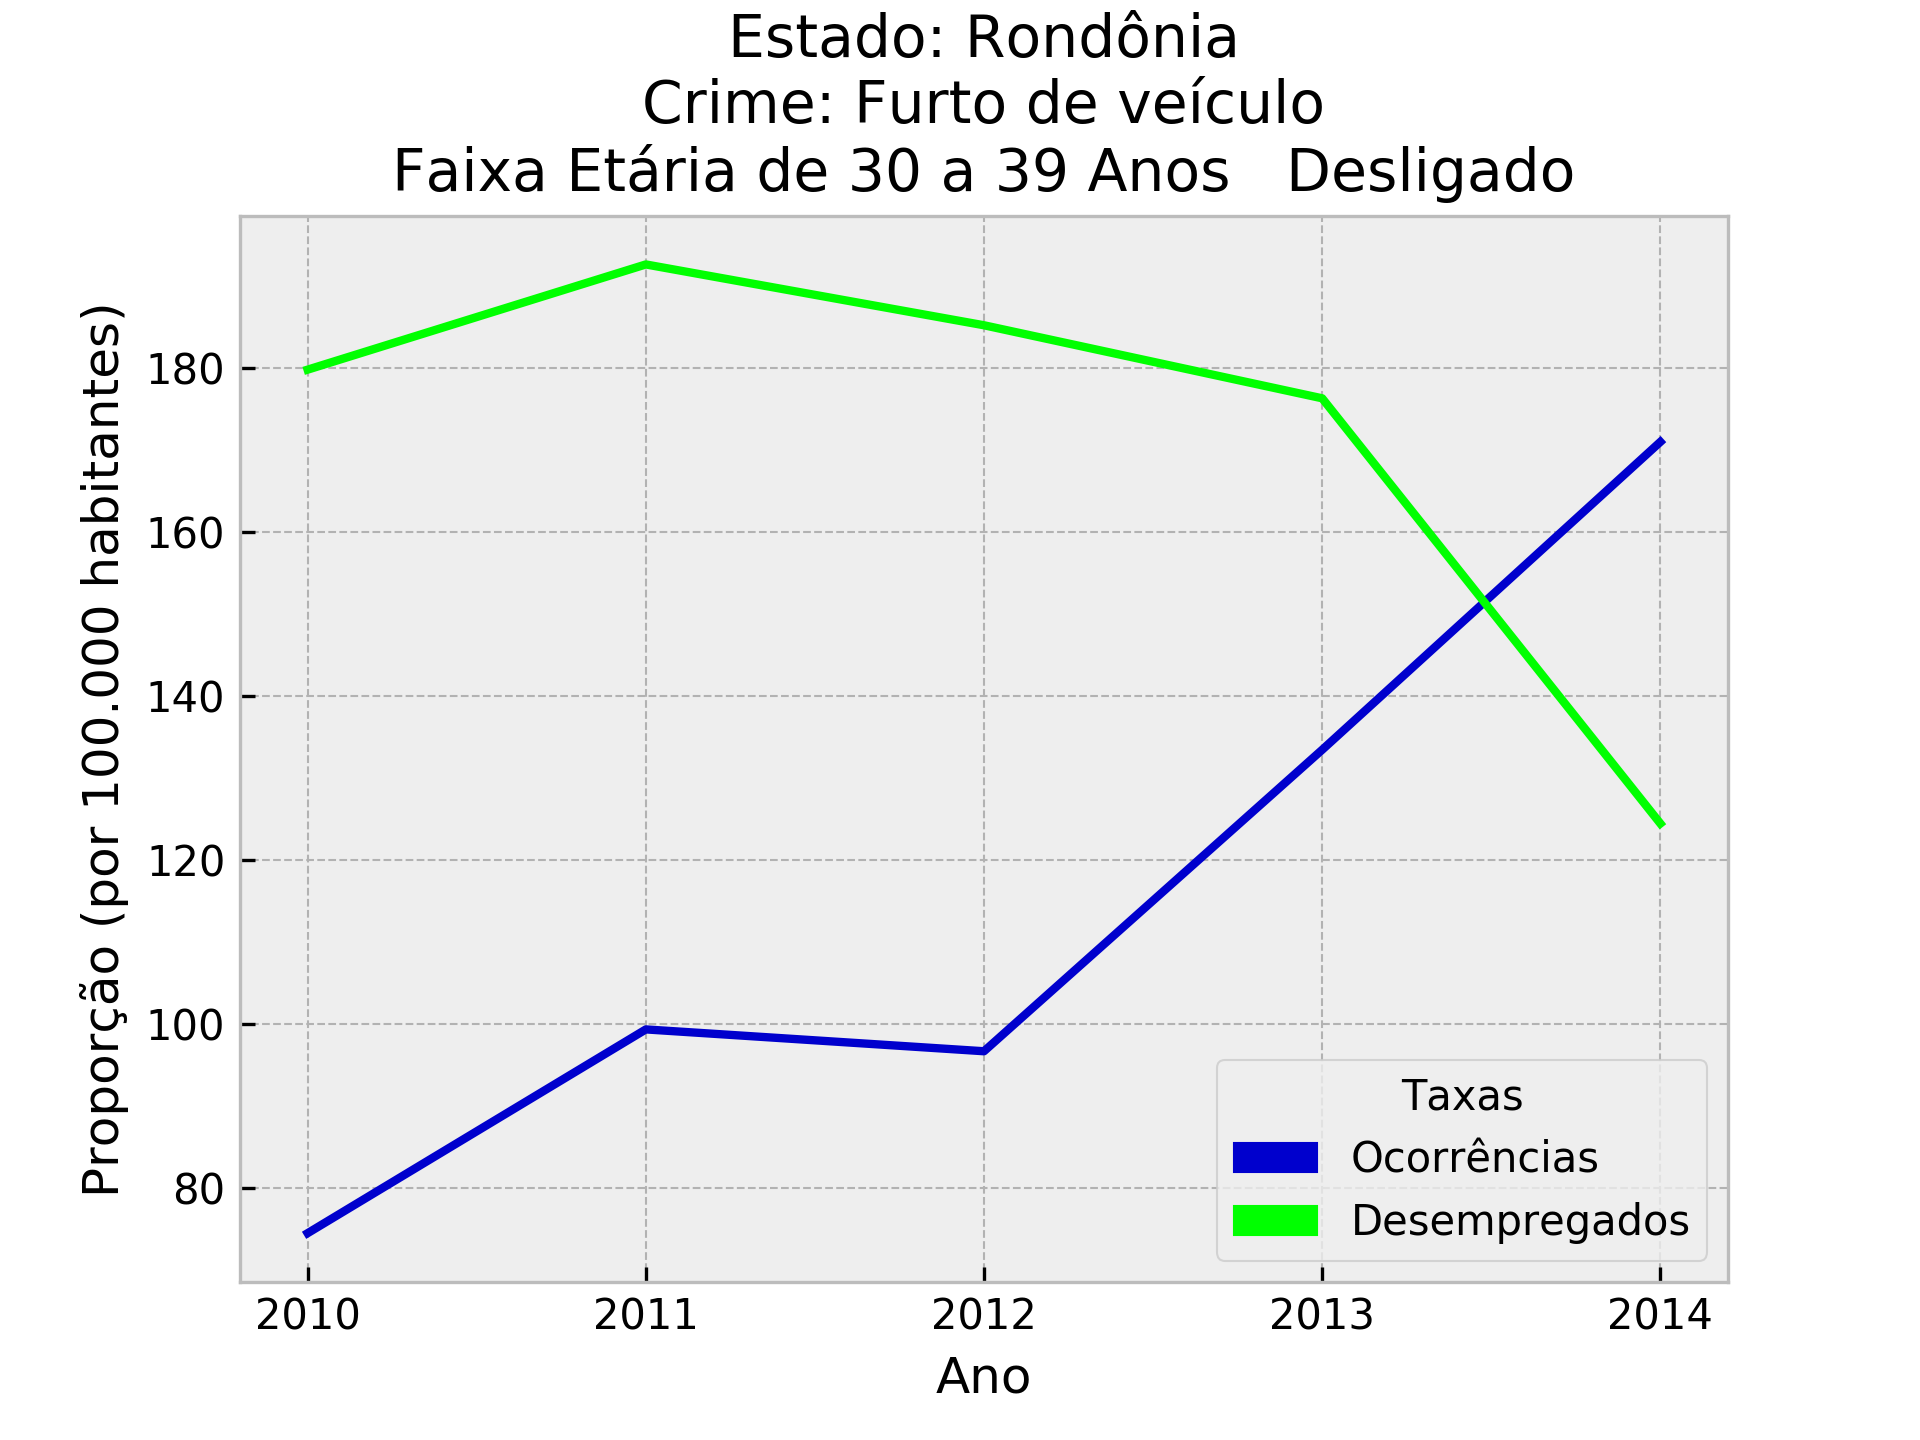 Estado: Rondônia
Crime: Furto de veículo
Faixa Etária de 30 a 39 Anos   Desligado
Proporção (por 100.000 habitantes)
180
160
140
120
100
80
Taxas
Ocorrências
Desempregados
2010 2011 2012 2013 2014
Ano